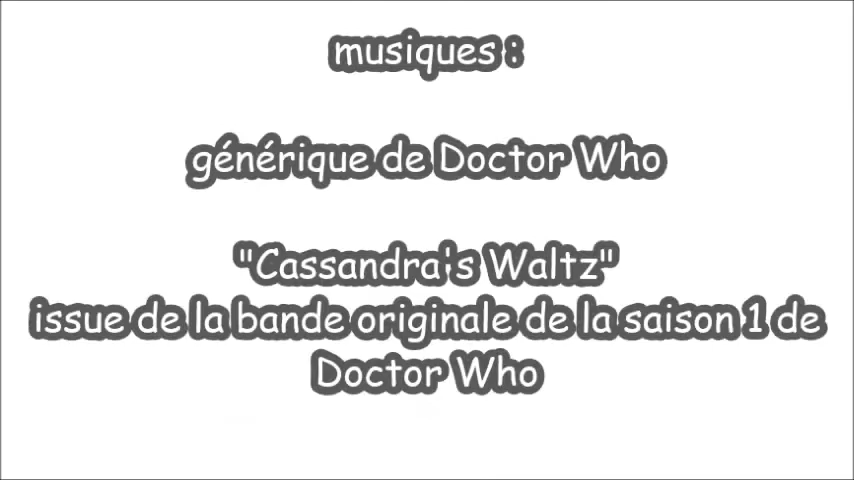 musiques :
générique de Doctor Who
"Cassandra's Waltz"
issue de la bande originale de la saison 1 de
Doctor Who